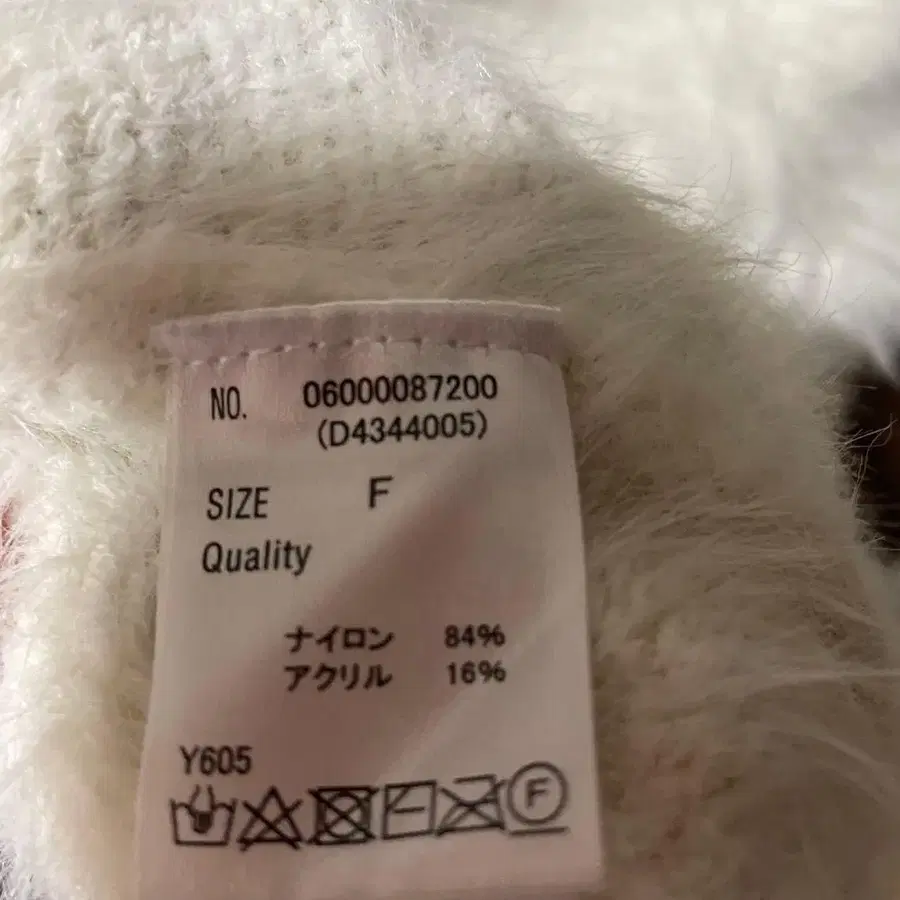 NO. 06000087200
(D4344005)
SIZE F
Quality
ナイロン 84%
アクリル 16%
Y605
F